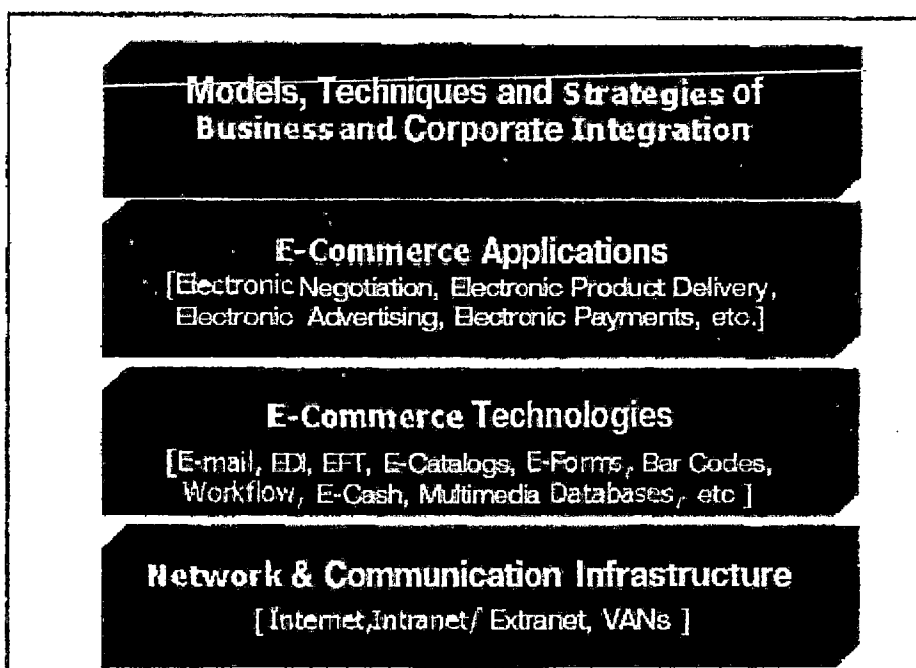 Models, Techniques and Strategies of
Business and Corporate Integration
E-Commerce Applications
[Electronic Negotiation, Electronic Product Delivery,
Electronic Advertising, Electronic Payments, etc.]
E-Commerce Technologies
[E-mail, EDI, EFT, E-Catalogs, E-Forms, Bar Codes,
Workflow, E-Cash, Multimedia Databases, etc ]
Network & Communication Infrastructure
[ Internet,Intranet/ Extranet, VANs ]